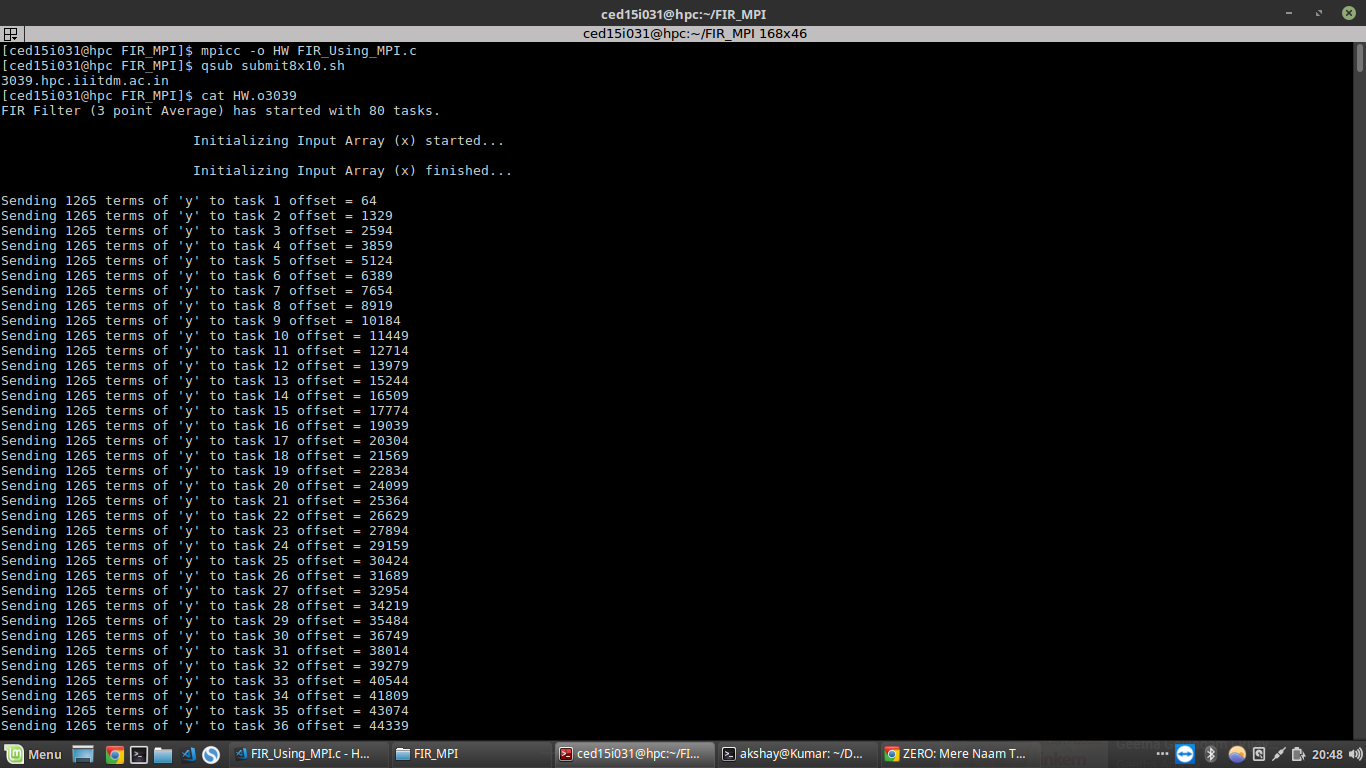 ced15i031@hpc:~/FIR_MPI
ced15i031@hpc:~/FIR_MPI 168x46
[ced15i031@hpc FIR_MPI]$ mpicc -o HW FIR_Using_MPI.c
[ced15i031@hpc FIR_MPI]$ qsub submit8x10.sh
3039.hpc.iiitdm.ac.in
[ced15i031@hpc FIR_MPI]$ cat HW.o3039
FIR Filter (3 point Average) has started with 80 tasks.
Initializing Input Array (x) started...
Initializing Input Array (x) finished...
Sending 1265 terms of 'y' to task 1 offset = 64
Sending 1265 terms of 'y' to task 2 offset = 1329
Sending 1265 terms of 'y' to task 3 offset = 2594
Sending 1265 terms of 'y' to task 4 offset = 3859
Sending 1265 terms of 'y' to task 5 offset = 5124
Sending 1265 terms of 'y' to task 6 offset = 6389
Sending 1265 terms of 'y' to task 7 offset = 7654
Sending 1265 terms of 'y' to task 8 offset = 8919
Sending 1265 terms of 'y' to task 9 offset = 10184
Sending 1265 terms of 'y' to task 10 offset = 11449
Sending 1265 terms of 'y' to task 11 offset = 12714
Sending 1265 terms of 'y' to task 12 offset = 13979
Sending 1265 terms of 'y' to task 13 offset = 15244
Sending 1265 terms of 'y' to task 14 offset = 16509
Sending 1265 terms of 'y' to task 15 offset = 17774
Sending 1265 terms of 'y' to task 16 offset = 19039
Sending 1265 terms of 'y' to task 17 offset = 20304
Sending 1265 terms of 'y' to task 18 offset = 21569
Sending 1265 terms of 'y' to task 19 offset = 22834
Sending 1265 terms of 'y' to task 20 offset = 24099
Sending 1265 terms of 'y' to task 21 offset = 25364
Sending 1265 terms of 'y' to task 22 offset = 26629
Sending 1265 terms of 'y' to task 23 offset = 27894
Sending 1265 terms of 'y' to task 24 offset = 29159
Sending 1265 terms of 'y' to task 25 offset = 30424
Sending 1265 terms of 'y' to task 26 offset = 31689
Sending 1265 terms of 'y' to task 27 offset = 32954
Sending 1265 terms of 'y' to task 28 offset = 34219
Sending 1265 terms of 'y' to task 29 offset = 35484
Sending 1265 terms of 'y' to task 30 offset = 36749
Sending 1265 terms of 'y' to task 31 offset = 38014
Sending 1265 terms of 'y' to task 32 offset = 39279
Sending 1265 terms of 'y' to task 33 offset = 40544
Sending 1265 terms of 'y' to task 34 offset = 41809
Sending 1265 terms of 'y' to task 35 offset = 43074
Sending 1265 terms of 'y' to task 36 offset = 44339
Menu FIR_Using_MPI.c - H... FIR_MPI ced15i031@hpc:~/FI... akshay@Kumar: ~/D... ZERO: Mere Naam T... 20:48